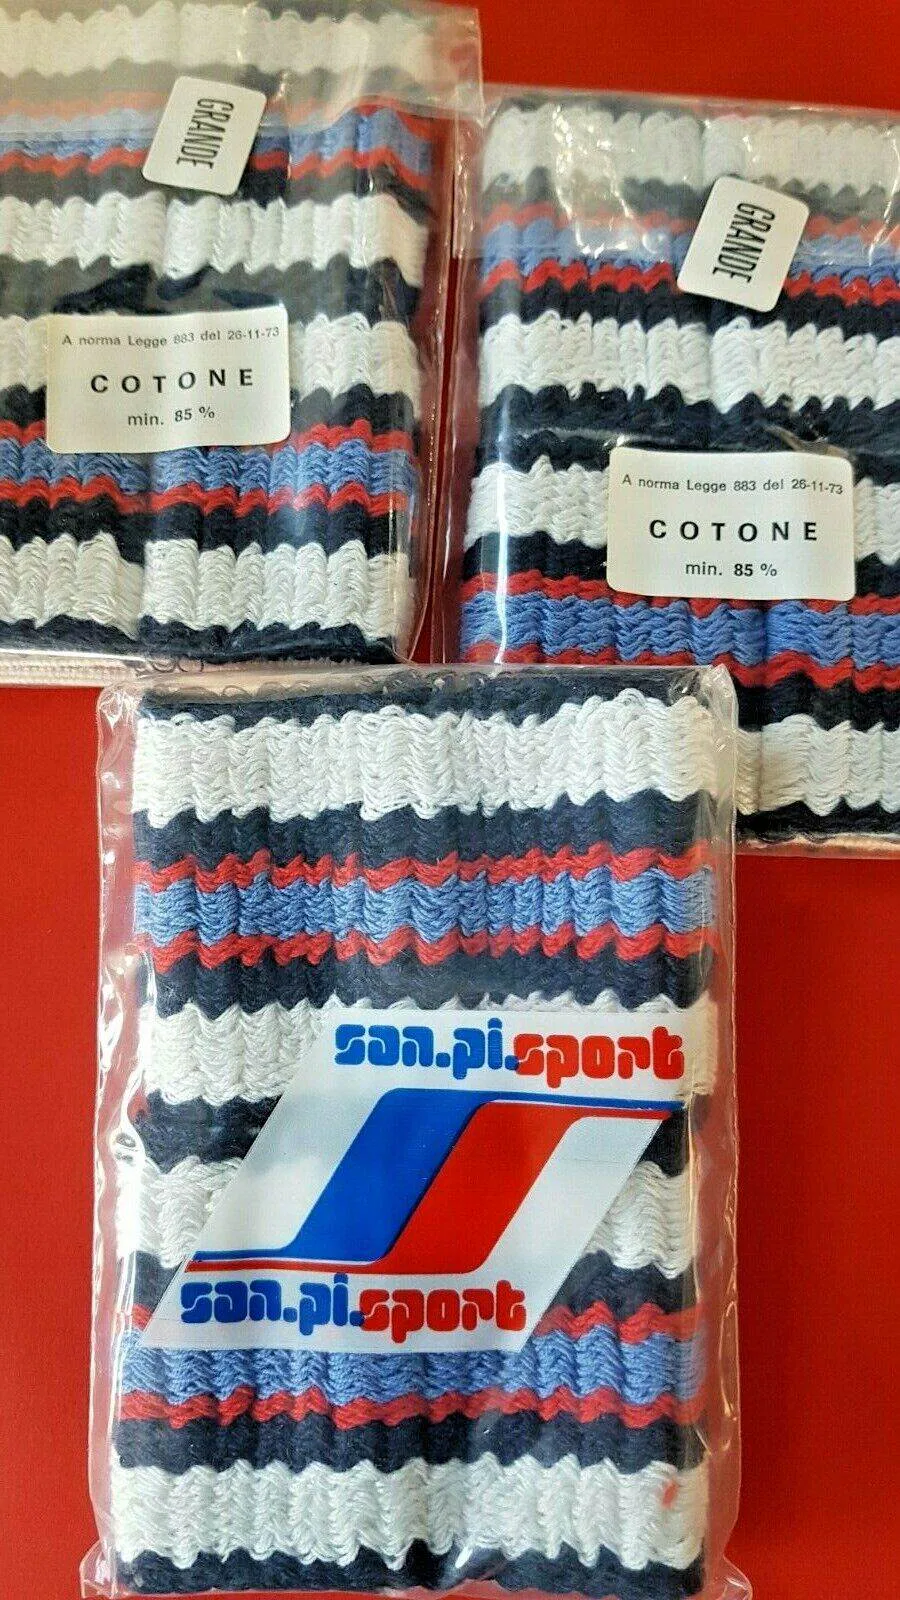 GRANDE
A norma Legge 883 del 26-11-73
COTONE
min. 85 %
GRANDE
A norma Legge 883 del 26-11-73
COTONE
min. 85 %
san.pi.sport
san.pi.sport